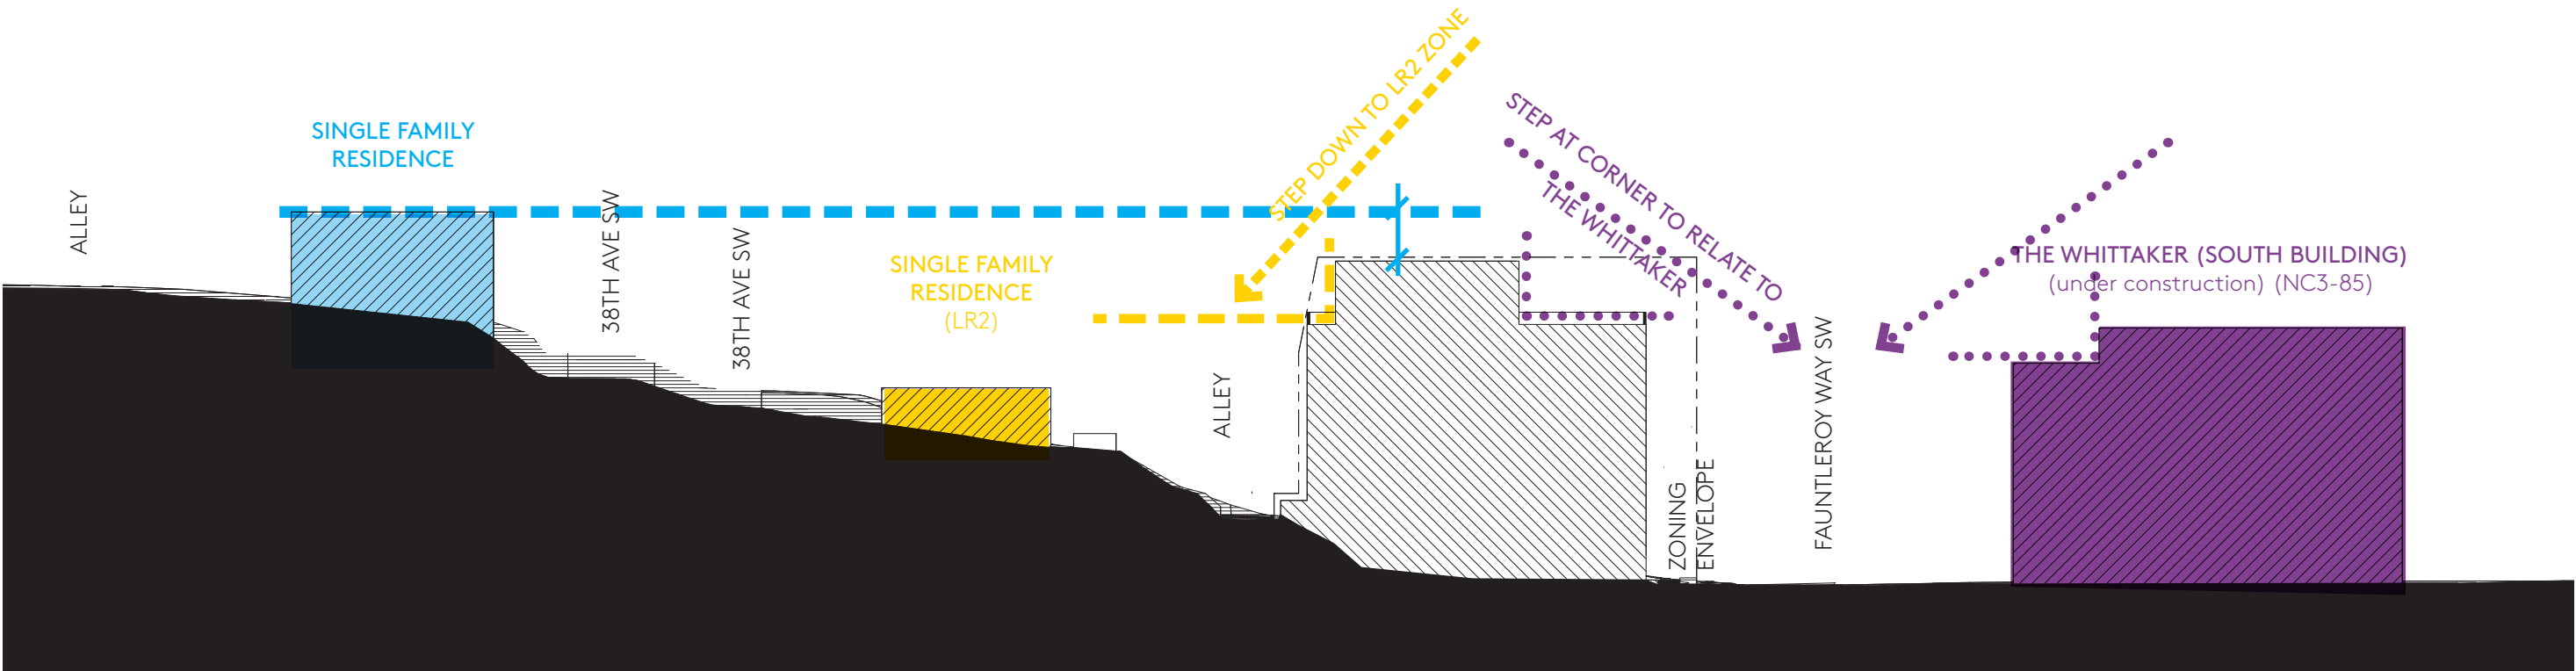 ALLEY
SINGLE FAMILY
RESIDENCE
38TH AVE SW
38TH AVE SW
SINGLE FAMILY
RESIDENCE
(LR2)
ALLEY
STEP DOWN TO LR2 ZONE
STEP AT CORNER TO RELATE TO
THE WHITTAKER
ZONING
ENVELOPE
FAUNTLEROY WAY SW
THE WHITTAKER (SOUTH BUILDING)
(under construction) (NC3-85)